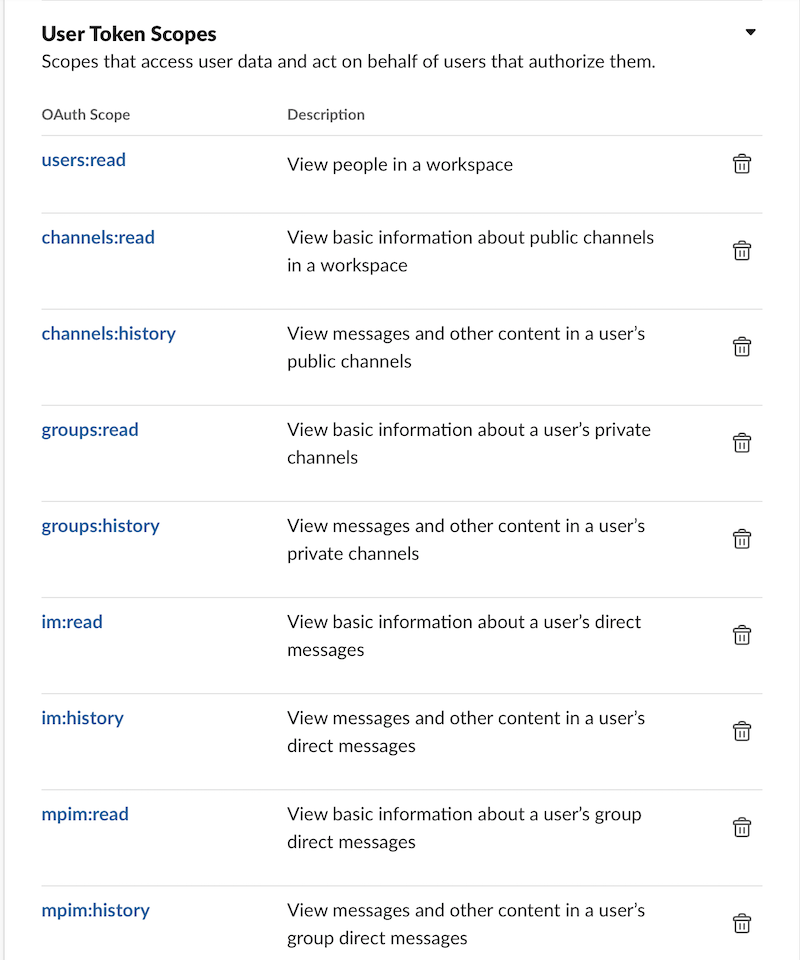 User Token Scopes
Scopes that access user data and act on behalf of users that authorize them.
OAuth Scope Description
users:read View people in a workspace
channels:read View basic information about public channels
in a workspace
channels:history View messages and other content in a user’s
public channels
groups:read View basic information about a user’s private
channels
groups:history View messages and other content in a user’s
private channels
im:read View basic information about a user’s direct
messages
im:history View messages and other content in a user’s
direct messages
mpim:read View basic information about a user’s group
direct messages
mpim:history View messages and other content in a user’s
group direct messages